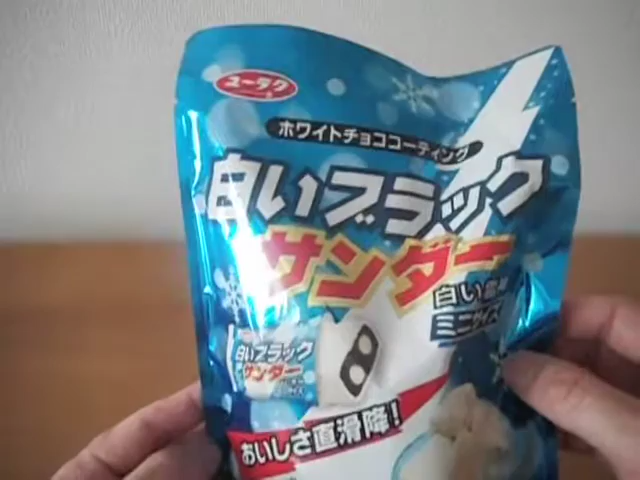 ユーラク
ホワイトチョココーティング
白いブラック
サンダー
白い
ミニサイズ
白いブラック
サンダー
おいしさ直滑降!